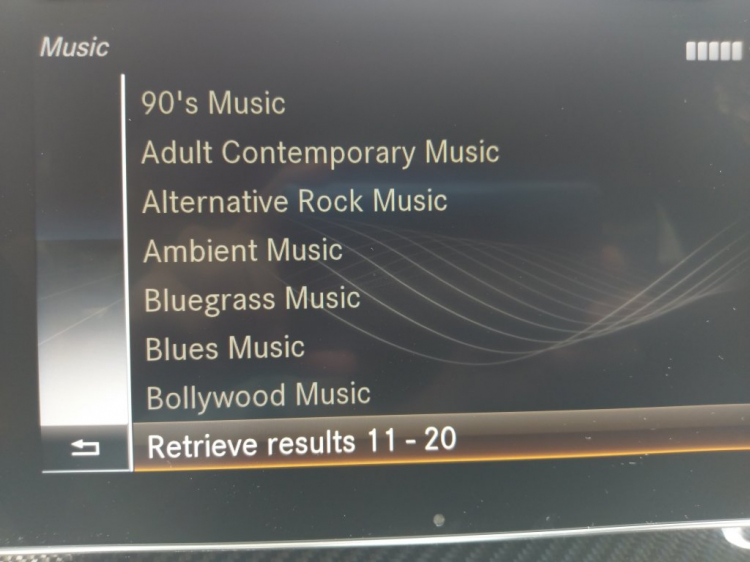 Music
90's Music
Adult Contemporary Music
Alternative Rock Music
Ambient Music
Bluegrass Music
Blues Music
Bollywood Music
Retrieve results 11 - 20